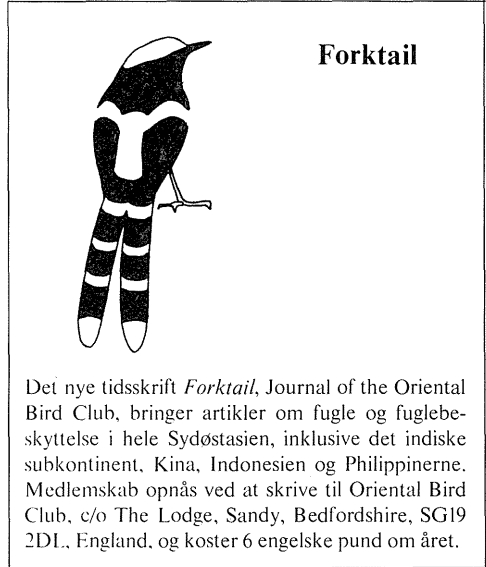 Forktail
Det nye tidsskrift Forktail, Journal of the Oriental
Bird Club, bringer artikler om fugle og fuglebe-
skyttelse i hele Sydøstasien, inklusive det indiske
subkontinent, Kina, Indonesien og Philippinerne.
Medlemskab opnås ved at skrive til Oriental Bird
Club, c/o The Lodge, Sandy, Bedfordshire, SG19
2DL, England, og koster 6 engelske pund om året.